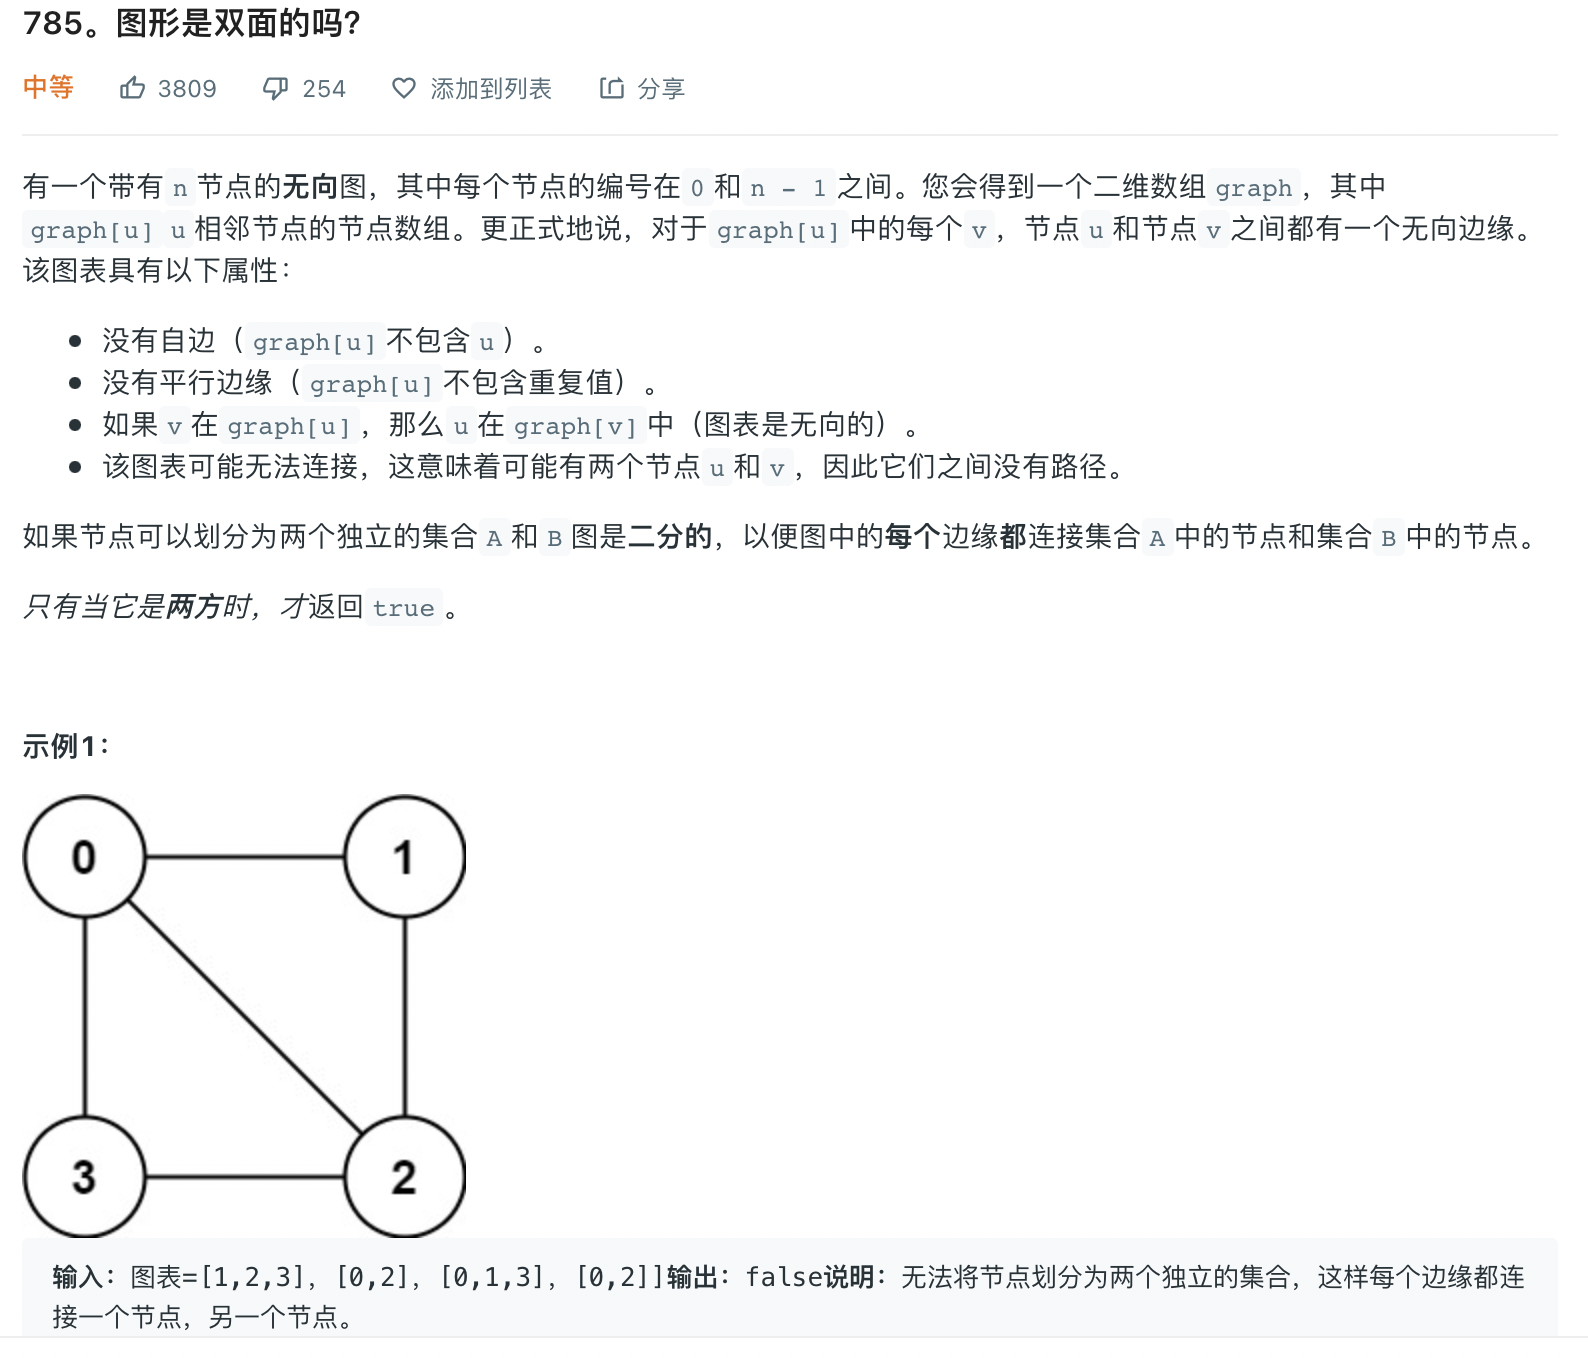 785。图形是双面的吗?
中等 3809 254 添加到列表 分享
有一个带有 n 节点的无向图，其中每个节点的编号在 0 和 n - 1 之间。您会得到一个二维数组 graph ，其中
graph[u] u 相邻节点的节点数组。更正式地说，对于 graph[u] 中的每个 v ，节点 u 和节点 v 之间都有一个无向边缘。
该图表具有以下属性：
• 没有自边（ graph[u] 不包含 u ）。
• 没有平行边缘（ graph[u] 不包含重复值）。
• 如果 v 在 graph[u] ，那么 u 在 graph[v] 中（图表是无向的）。
• 该图表可能无法连接，这意味着可能有两个节点 u 和 v ，因此它们之间没有路径。
如果节点可以划分为两个独立的集合 A 和 B 图是二分的，以便图中的每个边缘都连接集合 A 中的节点和集合 B 中的节点。
只有当它是两方时，才返回 true 。
示例1：
0 1
3 2
输入：图表=[1,2,3]，[0,2]，[0,1,3]，[0,2]]输出：false说明：无法将节点划分为两个独立的集合，这样每个边缘都连
接一个节点，另一个节点。